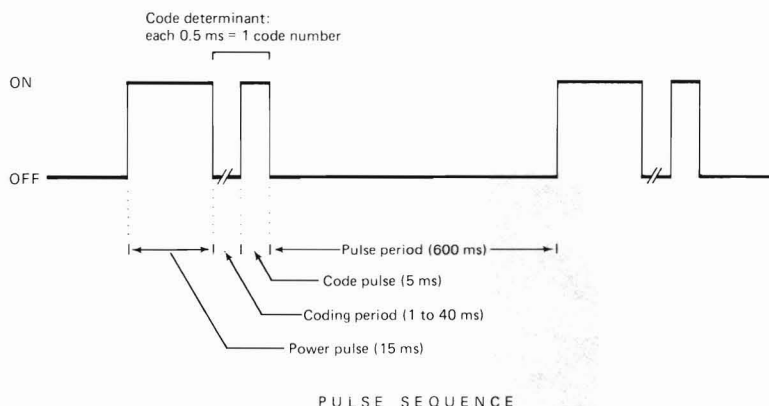 Code determinant:
each 0.5 ms = 1 code number
ON
OFF
Pulse period (600 ms)
Code pulse (5 ms)
Coding period (1 to 40 ms)
Power pulse (15 ms)
PULSE SEQUENCE